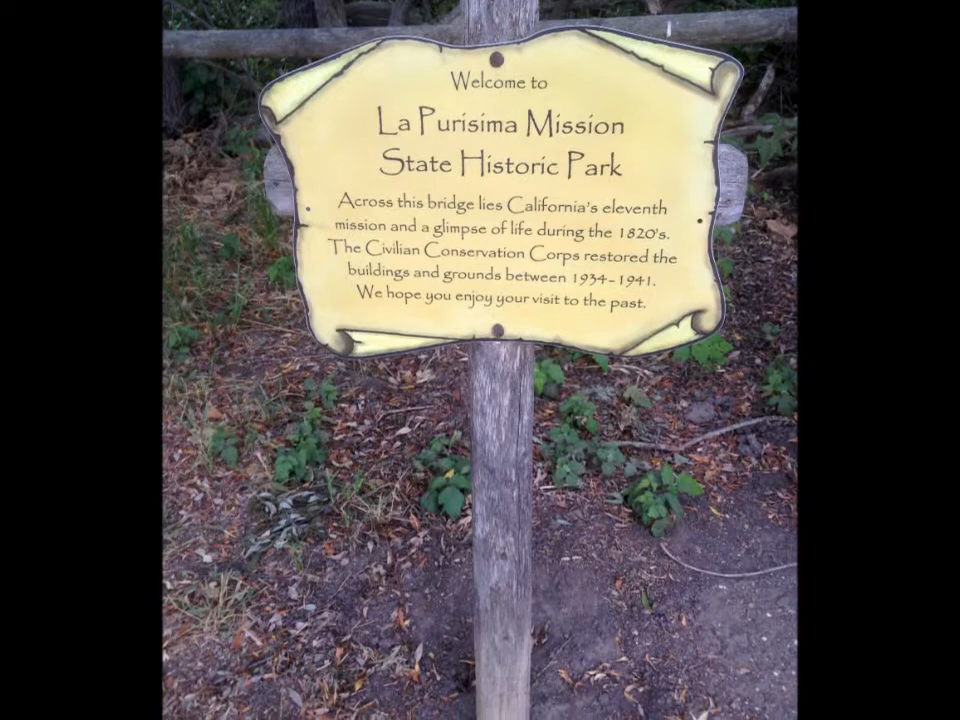 Welcome to
La Purisima Mission
State Historic Park
Across this bridge lies California's eleventh
mission and a glimpse of life during the 1820's.
The Civilian Conservation Corps restored the
buildings and grounds between 1934-1941.
We hope you enjoy your visit to the past.